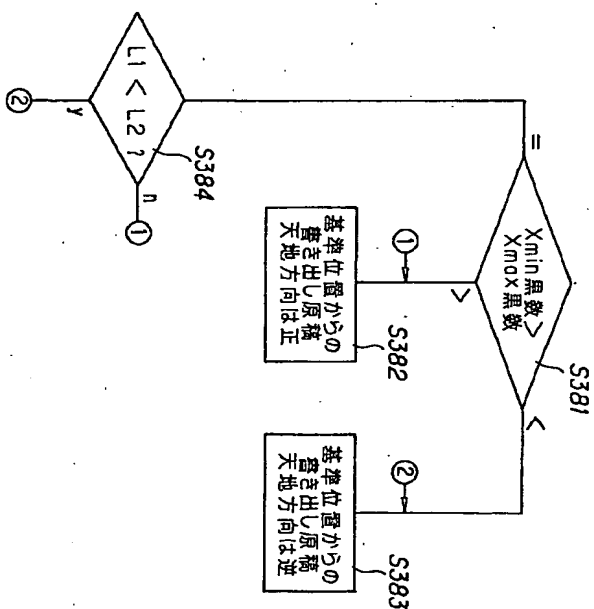 Xmin黒数>
Xmax黒数
S381
=
>
<
①
②
基準位置からの
書き出し原稿
天地方向は正
S382
基準位置からの
書き出し原稿
天地方向は逆
S383
L1 < L2 ?
S384
y
n
②
①